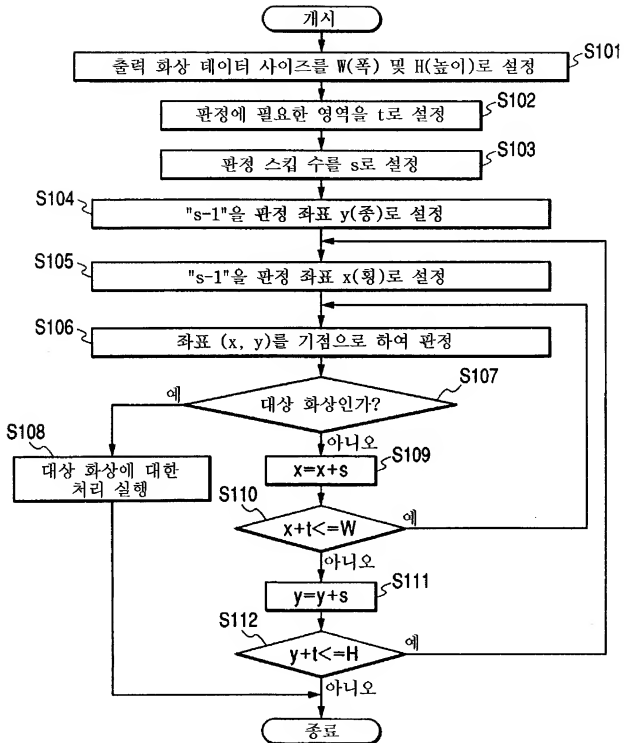 개시
출력 화상 데이터 사이즈를 W(폭) 및 H(높이)로 설정
S101
판정에 필요한 영역을 t로 설정
S102
판정 스킵 수를 s로 설정
S103
S104
"s-1"을 판정 좌표 y(종)로 설정
S105
"s-1"을 판정 좌표 x(횡)로 설정
S106
좌표 (x, y)를 기점으로 하여 판정
S107
예
대상 화상인가?
아니오
S108
대상 화상에 대한
처리 실행
x=x+s
S109
S110
x+t<=W
예
아니오
y=y+s
S111
S112
y+t<=H
예
아니오
종료